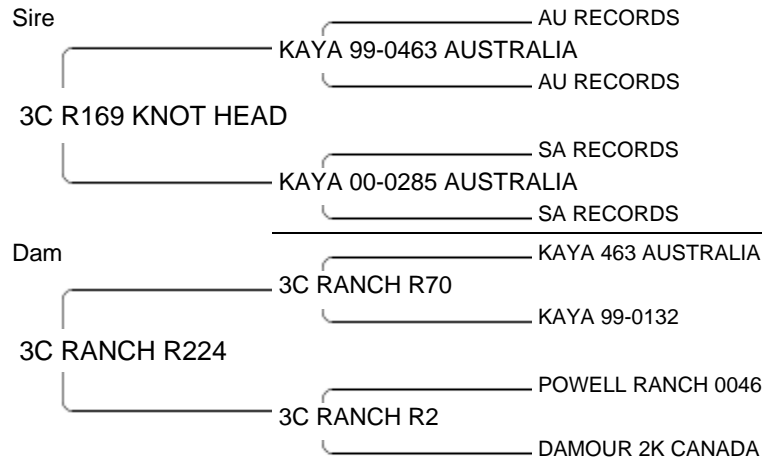 Sire
AU RECORDS
KAYA 99-0463 AUSTRALIA
AU RECORDS
3C R169 KNOT HEAD
SA RECORDS
KAYA 00-0285 AUSTRALIA
SA RECORDS
Dam
KAYA 463 AUSTRALIA
3C RANCH R70
KAYA 99-0132
3C RANCH R224
POWELL RANCH 0046
3C RANCH R2
DAMOUR 2K CANADA